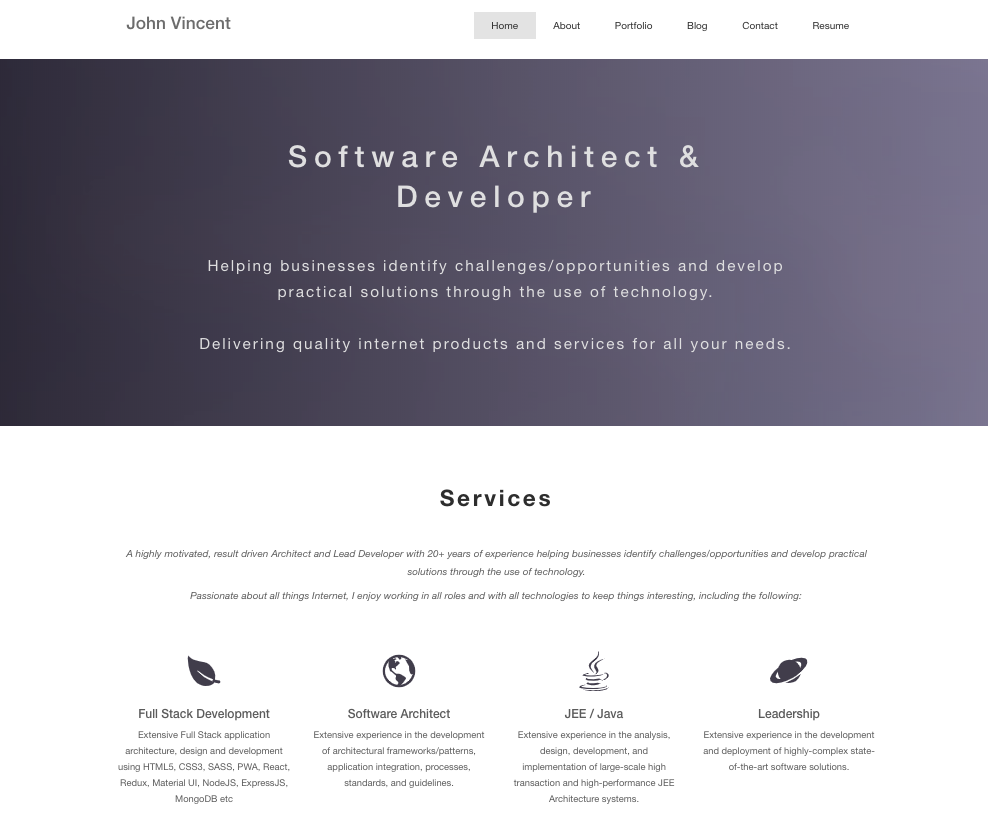 John Vincent
Home About Portfolio Blog Contact Resume
Software Architect &
Developer
Helping businesses identify challenges/opportunities and develop
practical solutions through the use of technology.
Delivering quality internet products and services for all your needs.
Services
A highly motivated, result driven Architect and Lead Developer with 20+ years of experience helping businesses identify challenges/opportunities and develop practical
solutions through the use of technology.
Passionate about all things Internet, I enjoy working in all roles and with all technologies to keep things interesting, including the following:
Full Stack Development
Extensive Full Stack application
architecture, design and development
using HTML5, CSS3, SASS, PWA, React,
Redux, Material UI, NodeJS, ExpressJS,
MongoDB etc
Software Architect
Extensive experience in the development
of architectural frameworks/patterns,
application integration, processes,
standards, and guidelines.
JEE / Java
Extensive experience in the analysis,
design, development, and
implementation of large-scale high
transaction and high-performance JEE
Architecture systems.
Leadership
Extensive experience in the development
and deployment of highly-complex state-
of-the-art software solutions.